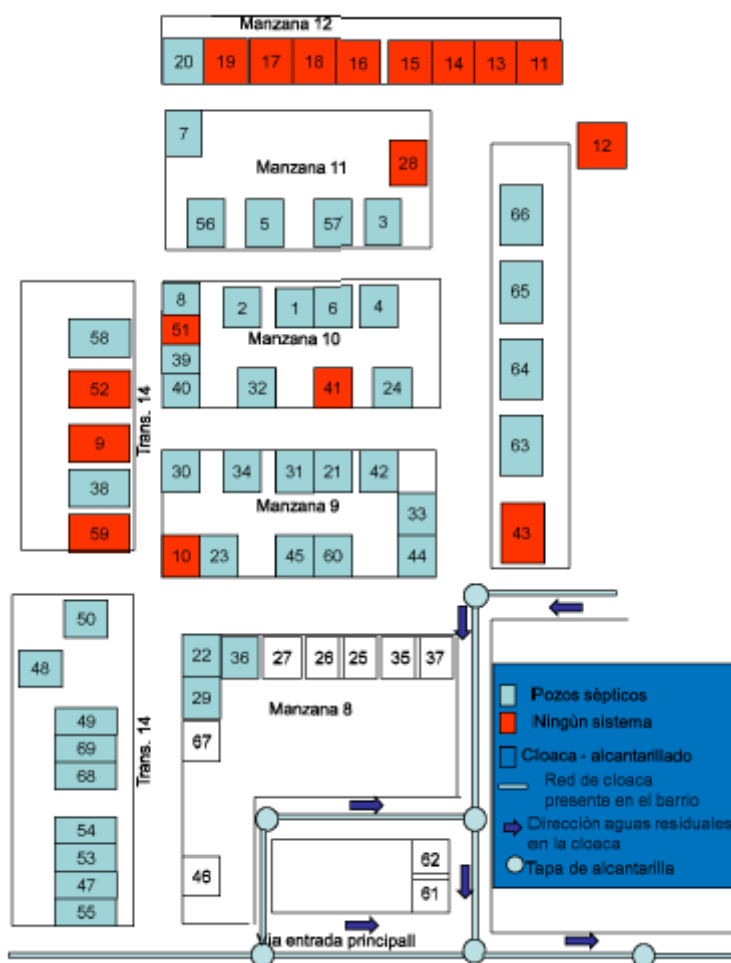 Manzana 12
20 19 17 18 16 15 14 13 11
7
12
28
Manzana 11
56 5 57 3
66
65
64
63
43
8 2 1 6 4
51
Manzana 10
39
40 32 41 24
58
52
9
38
59
Trans. 14
30 34 31 21 42
Manzana 9
33
10 23 45 60 44
50
48
49
69
68
54
53
47
55
Trans. 14
22 36 27 26 25 35 37
29
Manzana 8
67
46
62
61
Via entrada principall
Pozos sèpticos
Ningùn sistema
Cloaca - alcantarillado
Red de cloaca
presente en el barrio
Dirección aguas residuales
en la cloaca
Tapa de alcantarilla